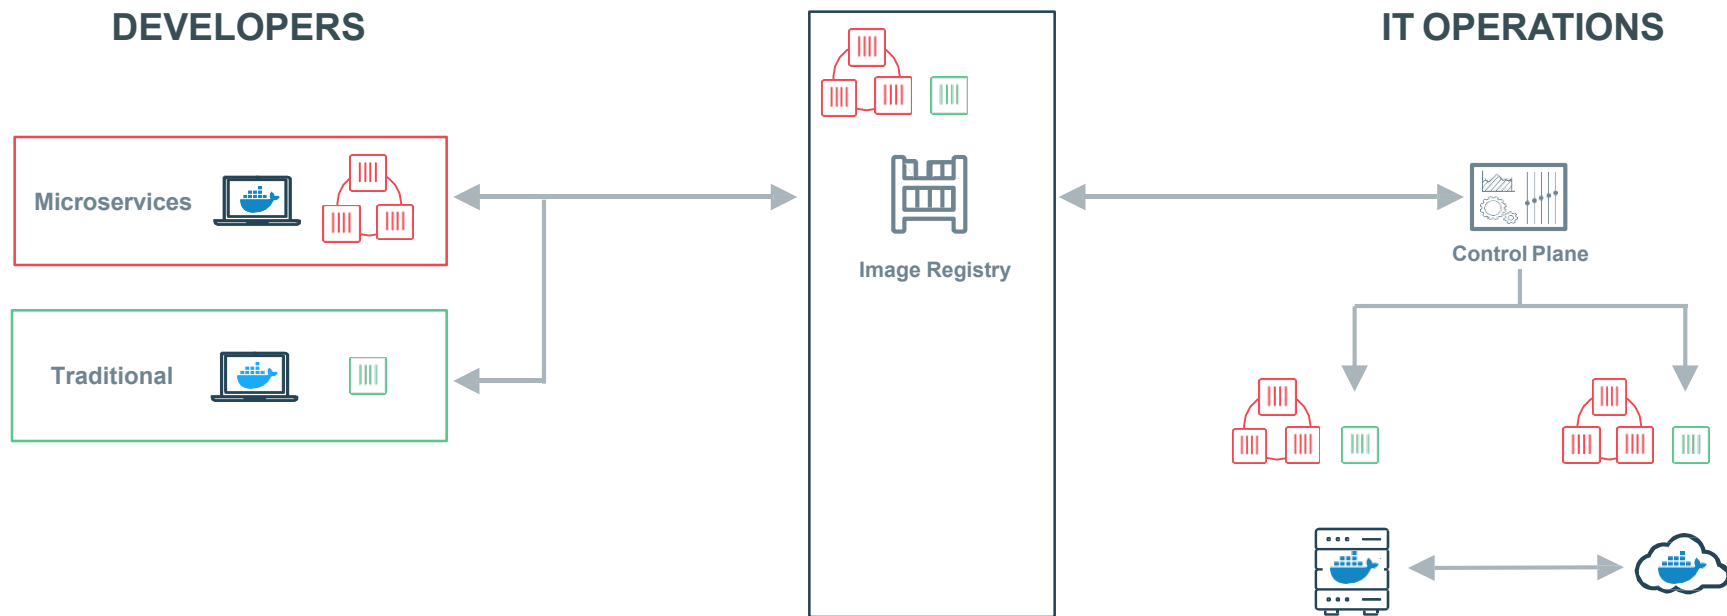 DEVELOPERS
IT OPERATIONS
Microservices
Image Registry
Control Plane
Traditional